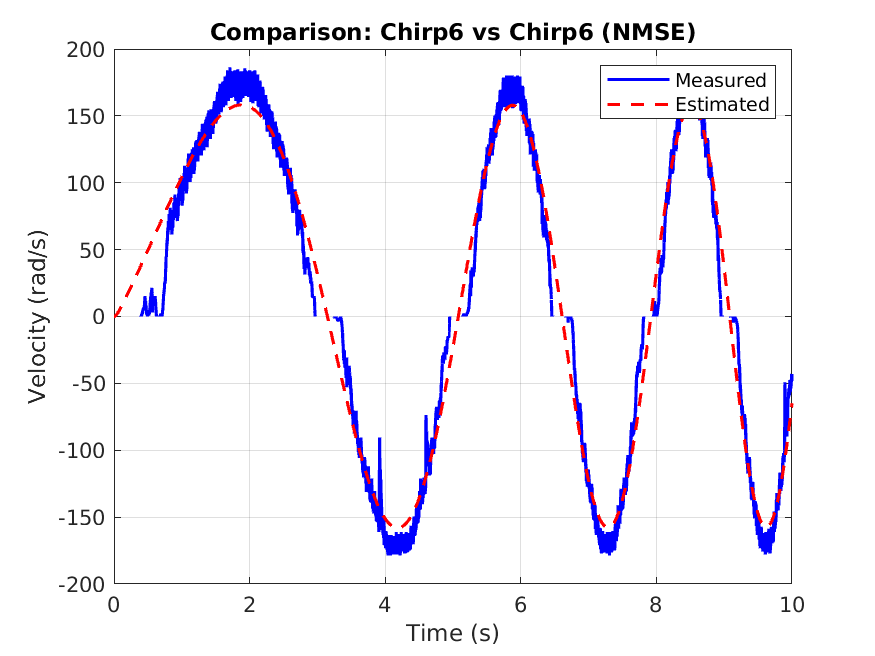 Comparison: Chirp6 vs Chirp6 (NMSE)
Measured
Estimated
Velocity (rad/s)
200
150
100
50
0
-50
-100
-150
-200
0 2 4 6 8 10
Time (s)